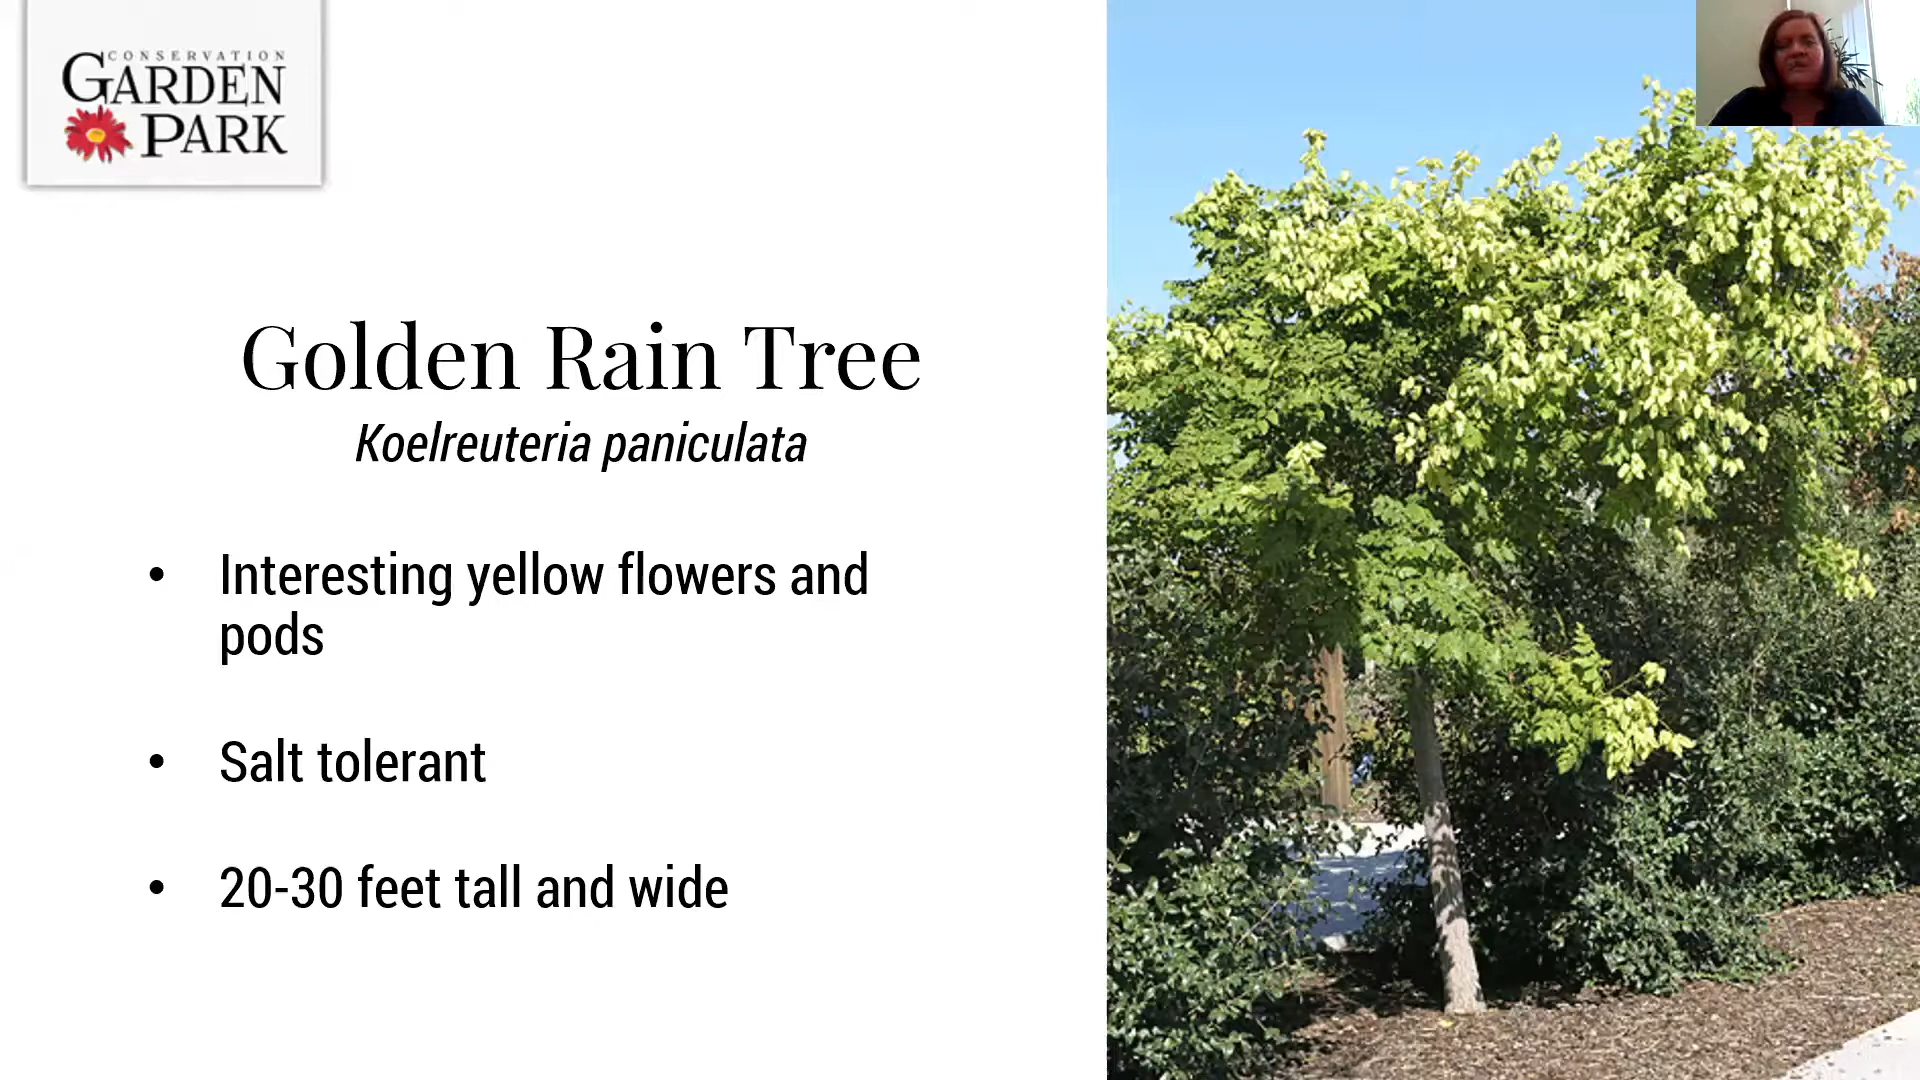 CONSERVATION
GARDEN
PARK
Golden Rain Tree
Koelreuteria paniculata
• Interesting yellow flowers and
pods
• Salt tolerant
• 20-30 feet tall and wide